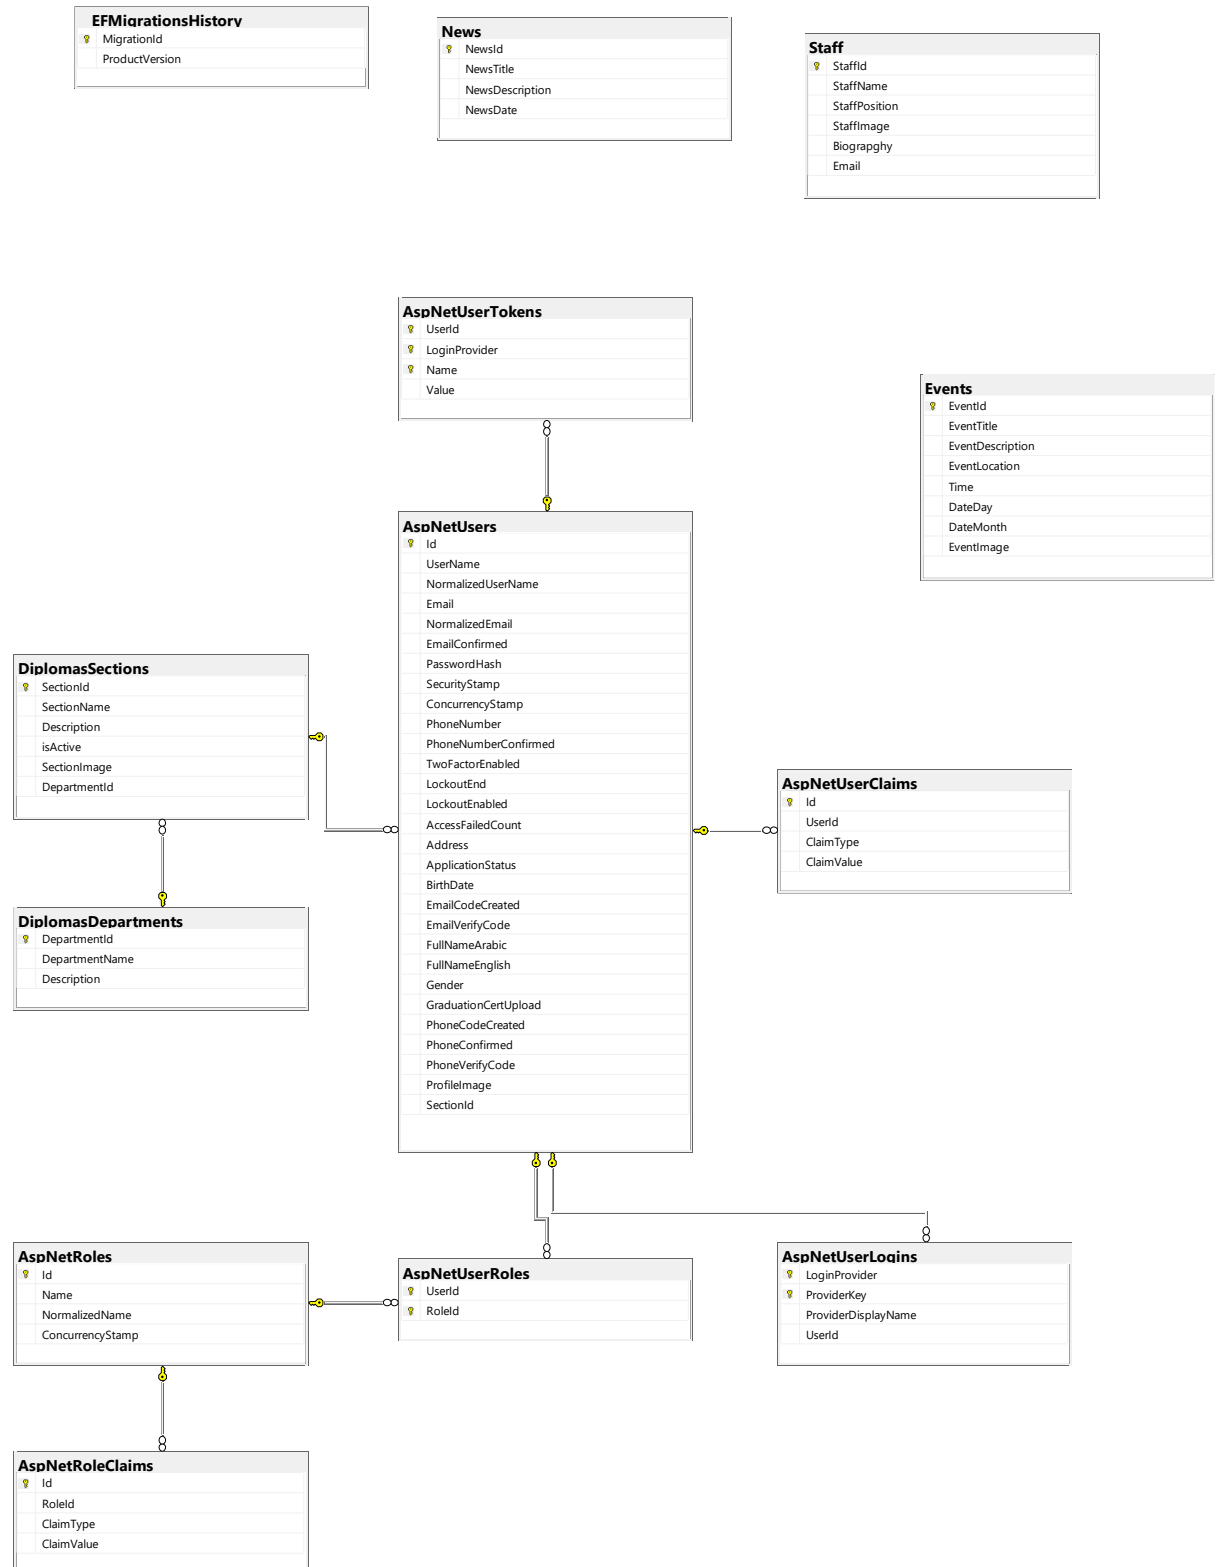 EFMigrationsHistory
MigrationId
ProductVersion
News
NewsId
NewsTitle
NewsDescription
NewsDate
Staff
StaffId
StaffName
StaffPosition
StaffImage
Biograpghy
Email
AspNetUserTokens
UserId
LoginProvider
Name
Value
Events
EventId
EventTitle
EventDescription
EventLocation
Time
DateDay
DateMonth
EventImage
AspNetUsers
Id
UserName
NormalizedUserName
Email
NormalizedEmail
EmailConfirmed
PasswordHash
SecurityStamp
ConcurrencyStamp
PhoneNumber
PhoneNumberConfirmed
TwoFactorEnabled
LockoutEnd
LockoutEnabled
AccessFailedCount
Address
ApplicationStatus
BirthDate
EmailCodeCreated
EmailVerifyCode
FullNameArabic
FullNameEnglish
Gender
GraduationCertUpload
PhoneCodeCreated
PhoneConfirmed
PhoneVerifyCode
ProfileImage
SectionId
DiplomasSections
SectionId
SectionName
Description
isActive
SectionImage
DepartmentId
AspNetUserClaims
Id
UserId
ClaimType
ClaimValue
DiplomasDepartments
DepartmentId
DepartmentName
Description
AspNetRoles
Id
Name
NormalizedName
ConcurrencyStamp
AspNetUserRoles
UserId
RoleId
AspNetUserLogins
LoginProvider
ProviderKey
ProviderDisplayName
UserId
AspNetRoleClaims
Id
RoleId
ClaimType
ClaimValue